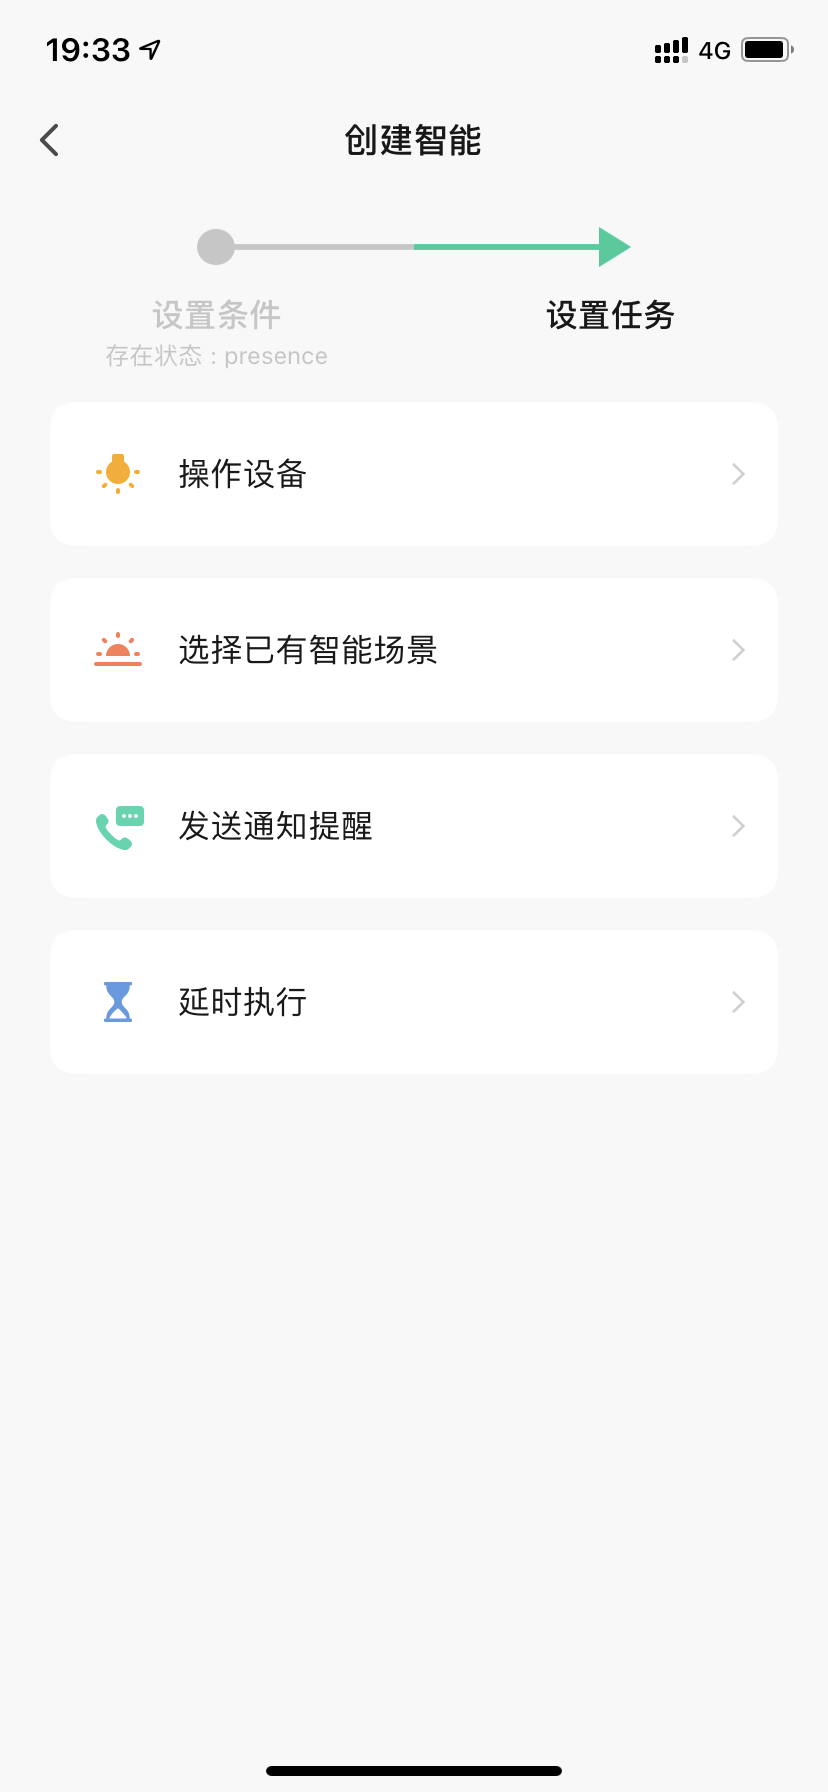 19:33
4G
创建智能
设置条件
设置任务
存在状态 : presence
操作设备
选择已有智能场景
发送通知提醒
延时执行